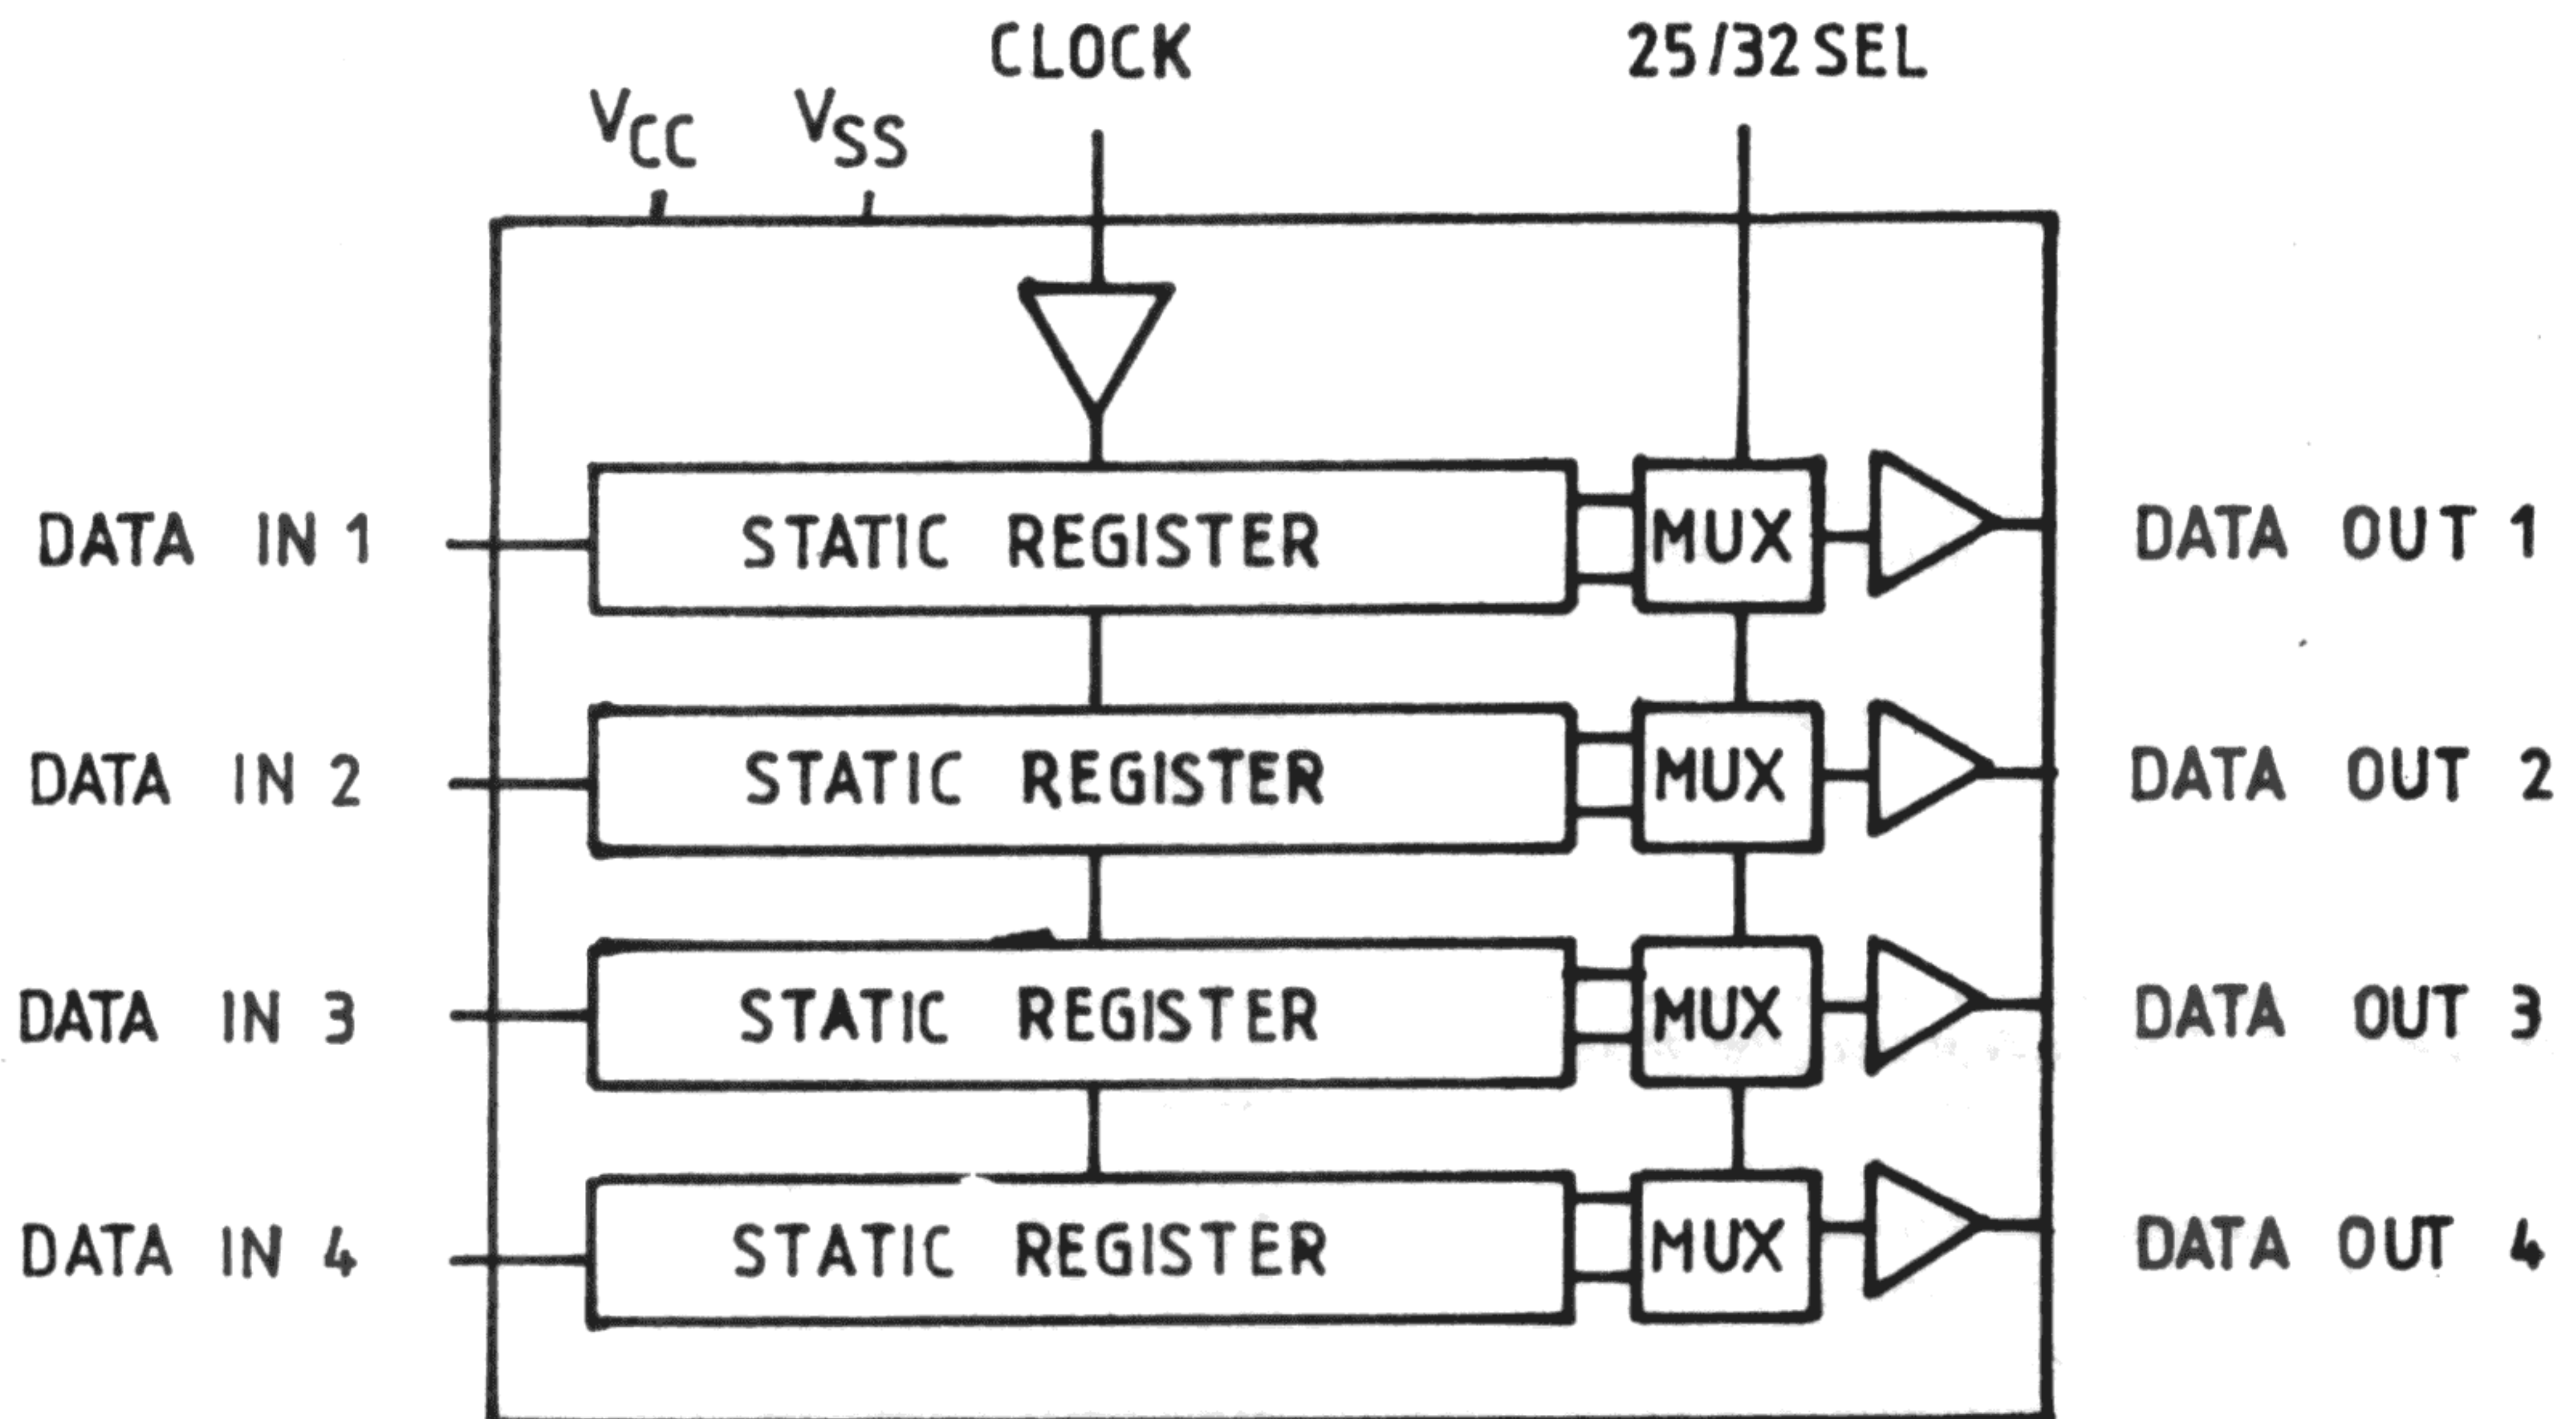 CLOCK 25/32 SEL
VCC VSS
DATA IN 1 STATIC REGISTER MUX DATA OUT 1
DATA IN 2 STATIC REGISTER MUX DATA OUT 2
DATA IN 3 STATIC REGISTER MUX DATA OUT 3
DATA IN 4 STATIC REGISTER MUX DATA OUT 4